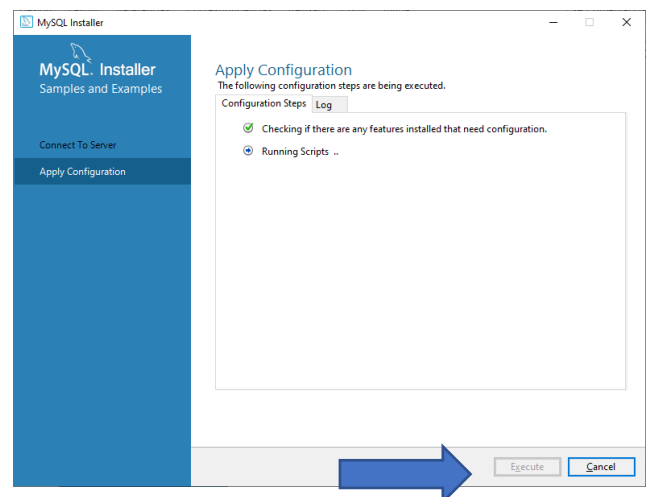 MySQL Installer
MySQL. Installer
Samples and Examples
Connect To Server
Apply Configuration
Apply Configuration
The following configuration steps are being executed.
Configuration Steps Log
Checking if there are any features installed that need configuration.
Running Scripts ..
Execute Cancel